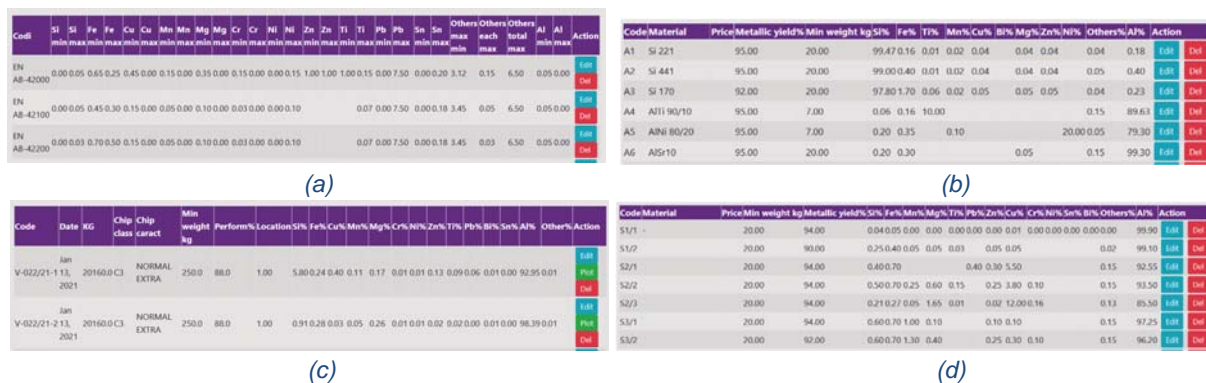 Others Others Others
Si Si Fe Fe Cu Cu Mn Mn Mg Mg Cr Cr Ni Ni Zn Zn Ti Ti Pb Pb Sn Sn max each total Al Al
Codi min max min max min max min max min max min max min max min max min max min max min max min max max min max Action
EN
AB-42000 0.00 0.05 0.65 0.25 0.45 0.00 0.15 0.00 0.35 0.00 0.15 0.00 0.00 0.15 1.00 1.00 1.00 0.15 0.00 7.50 0.00 0.20 3.12 0.15 6.50 0.05 0.00 Edit Del
EN
AB-42100 0.00 0.05 0.45 0.30 0.15 0.00 0.05 0.00 0.10 0.00 0.03 0.00 0.00 0.10 0.07 0.00 7.50 0.00 0.18 3.45 0.05 6.50 0.05 0.00 Edit Del
EN
AB-42200 0.00 0.03 0.70 0.50 0.15 0.00 0.05 0.00 0.10 0.00 0.03 0.00 0.00 0.10 0.07 0.00 7.50 0.00 0.18 3.45 0.03 6.50 0.05 0.00 Edit Del
(a)
Code Material Price Metallic yield% Min weight kg Si% Fe% Ti% Mn% Cu% Bi% Mg% Zn% Ni% Others% Al% Action
A1 Si 221 95.00 20.00 99.47 0.16 0.01 0.02 0.04 0.04 0.04 0.04 0.18 Edit Del
A2 Si 441 95.00 20.00 99.00 0.40 0.01 0.02 0.04 0.04 0.04 0.05 0.40 Edit Del
A3 Si 170 92.00 20.00 97.80 1.70 0.06 0.02 0.05 0.05 0.05 0.04 0.23 Edit Del
A4 AlTi 90/10 95.00 7.00 0.06 0.16 10.00 0.15 89.63 Edit Del
A5 AlNi 80/20 95.00 7.00 0.20 0.35 0.10 20.00 0.05 79.30 Edit Del
A6 AlSr10 95.00 20.00 0.20 0.30 0.05 0.15 99.30 Edit Del
(b)
Code Date KG Chip class Chip caract Min weight kg Perform% Location Si% Fe% Cu% Mn% Mg% Cr% Ni% Zn% Ti% Pb% Bi% Sn% Al% Other% Action
V-022/21-1 Jan 13, 2021 20160.0 C3 NORMAL EXTRA 250.0 88.0 1.00 5.80 0.24 0.40 0.11 0.17 0.01 0.01 0.13 0.09 0.06 0.01 0.00 92.95 0.01 Edit Plot Del
V-022/21-2 Jan 13, 2021 20160.0 C3 NORMAL EXTRA 250.0 88.0 1.00 0.91 0.28 0.03 0.05 0.26 0.01 0.01 0.02 0.02 0.00 0.01 0.00 98.39 0.01 Edit Plot Del
(c)
Code Material Price Min weight kg Metallic yield% Si% Fe% Mn% Mg% Ti% Pb% Zn% Cu% Cr% Ni% Sn% Bi% Others% Al% Action
S1/1 - 20.00 94.00 0.04 0.05 0.00 0.00 0.00 0.00 0.00 0.01 0.00 0.00 0.00 0.00 0.00 99.90 Edit Del
S1/2 20.00 90.00 0.25 0.40 0.05 0.05 0.03 0.05 0.05 0.02 99.10 Edit Del
S2/1 20.00 94.00 0.40 0.70 0.40 0.30 5.50 0.15 92.55 Edit Del
S2/2 20.00 94.00 0.50 0.70 0.25 0.60 0.15 0.25 3.80 0.10 0.15 93.50 Edit Del
S2/3 20.00 94.00 0.21 0.27 0.05 1.65 0.01 0.02 12.00 0.16 0.13 85.50 Edit Del
S3/1 20.00 94.00 0.60 0.70 1.00 0.10 0.10 0.10 0.15 97.25 Edit Del
S3/2 20.00 92.00 0.60 0.70 1.30 0.40 0.25 0.30 0.10 0.15 96.20 Edit Del
(d)